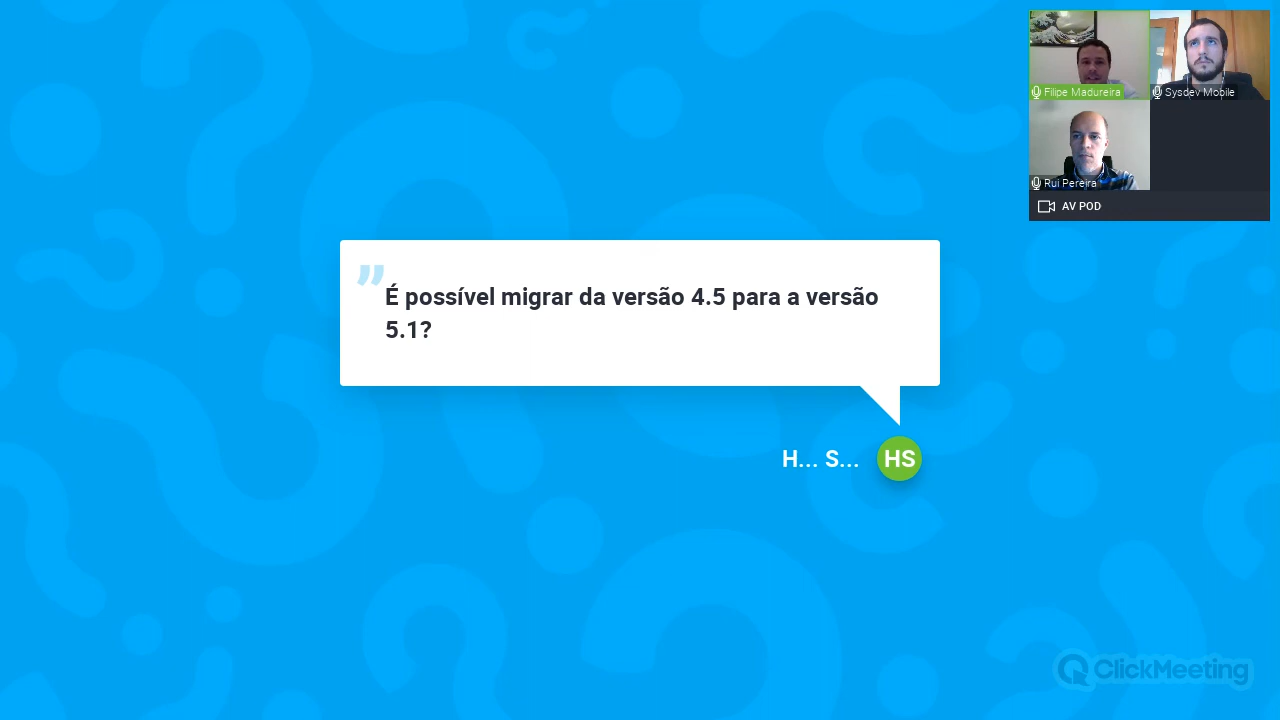 Filipe Madureira
Sysdev Mobile
Rui Pereira
AV POD
É possível migrar da versão 4.5 para a versão
5.1?
H... S...
HS
ClickMeeting